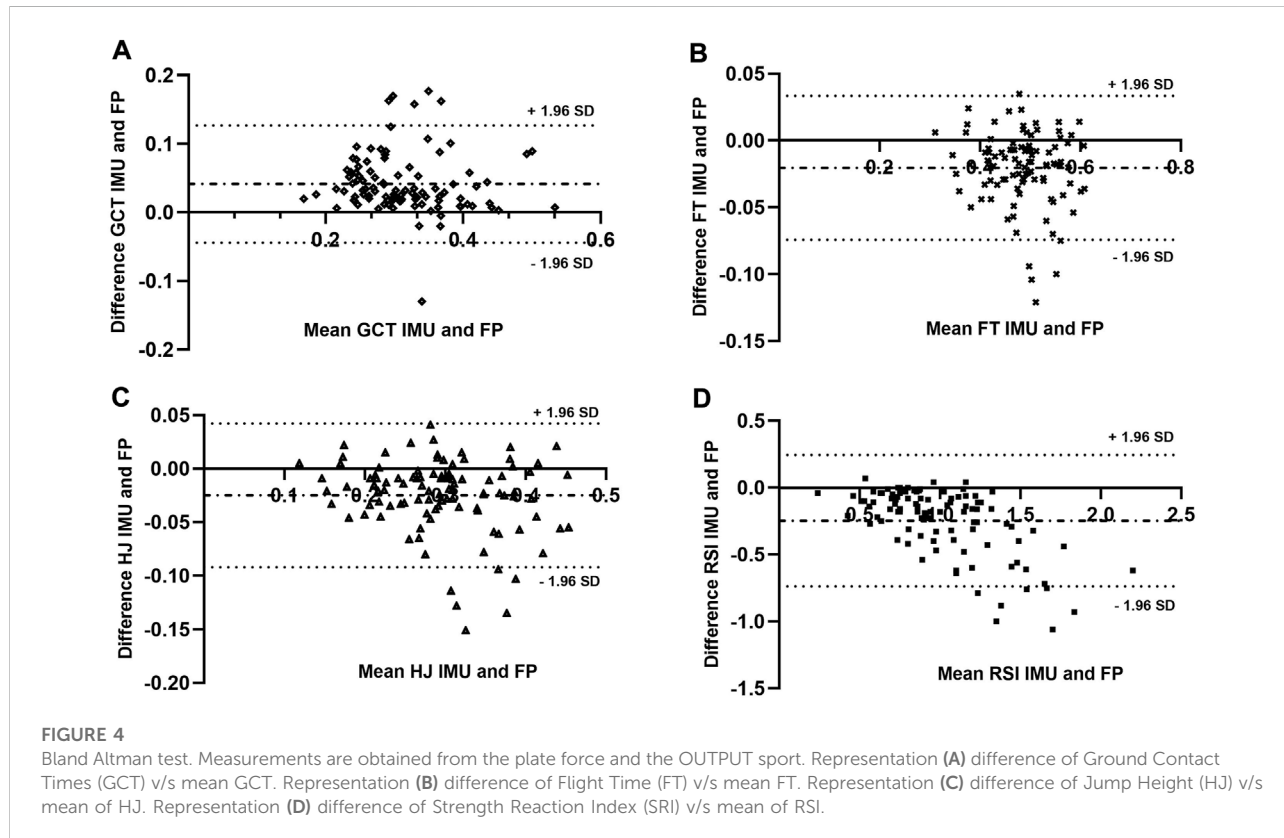 A
B
0.2
0.1
0.0
-0.1
-0.2
Difference GCT IMU and FP
+ 1.96 SD
- 1.96 SD
0.2
0.4
0.6
Mean GCT IMU and FP
0.05
0.00
-0.05
-0.10
-0.15
Difference FT IMU and FP
+ 1.96 SD
- 1.96 SD
0.2
0.4
0.6
0.8
Mean FT IMU and FP
C
D
0.05
0.00
-0.05
-0.10
-0.15
-0.20
Difference HJ IMU and FP
+ 1.96 SD
- 1.96 SD
0.1
0.2
0.3
0.4
0.5
Mean HJ IMU and FP
0.5
0.0
-0.5
-1.0
-1.5
Difference RSI IMU and FP
+ 1.96 SD
- 1.96 SD
0.5
1.0
1.5
2.0
2.5
Mean RSI IMU and FP
FIGURE 4
Bland Altman test. Measurements are obtained from the plate force and the OUTPUT sport. Representation (A) difference of Ground Contact
Times (GCT) v/s mean GCT. Representation (B) difference of Flight Time (FT) v/s mean FT. Representation (C) difference of Jump Height (HJ) v/s
mean of HJ. Representation (D) difference of Strength Reaction Index (SRI) v/s mean of RSI.